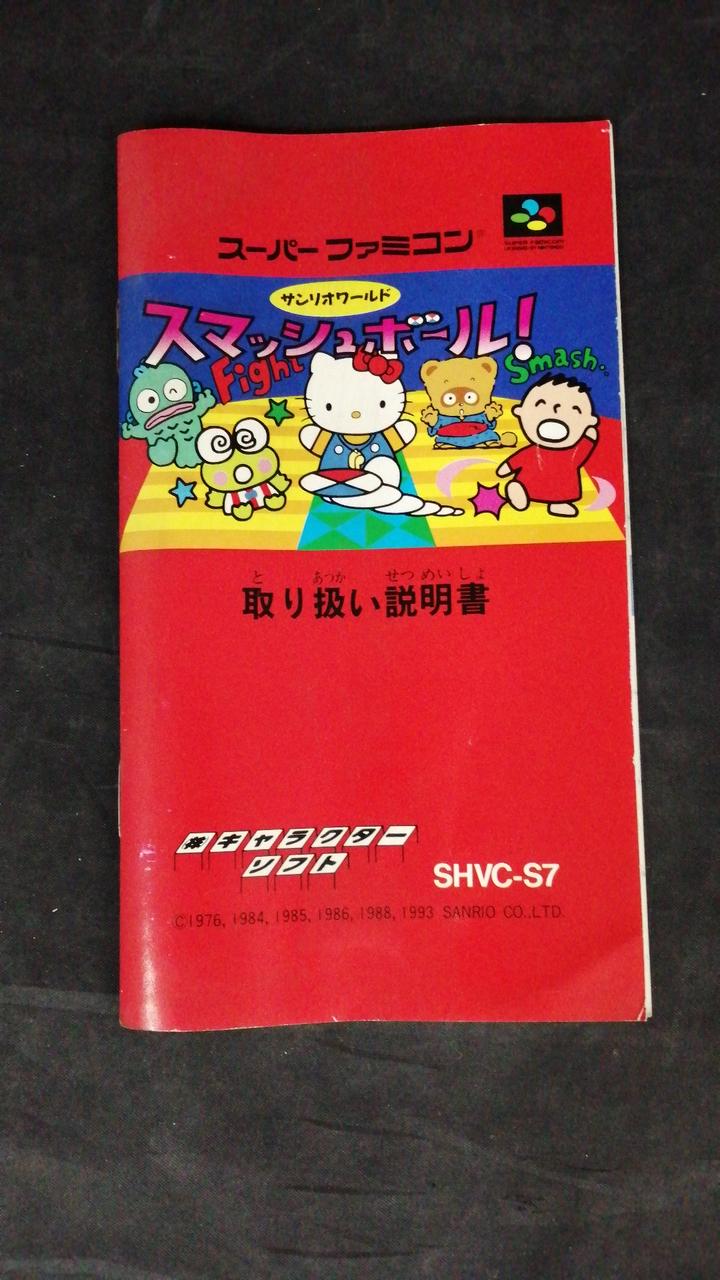 スーパーファミコン®
SUPER FAMICOM
サンリオワールド
スマッシュボール!
Fight
Smash
とあつかせつめいしょ
取り扱い説明書
㈱キャラクター
ソフト
SHVC-S7
©1976, 1984, 1985, 1986, 1988, 1993 SANRIO CO.,LTD.